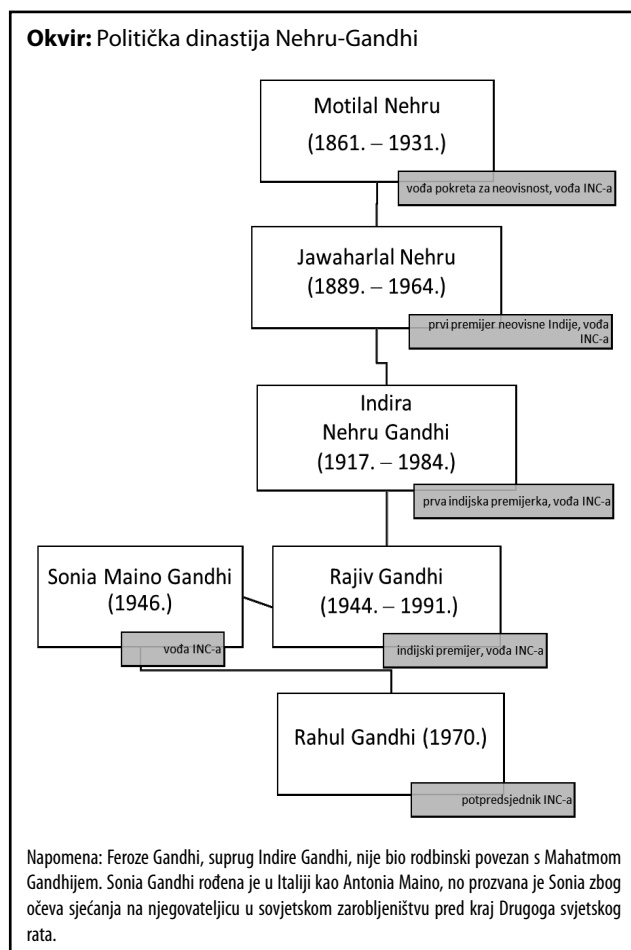 Okvir: Politička dinastija Nehru-Gandhi
Motilal Nehru
(1861. – 1931.)
vođa pokreta za neovisnost, vođa INC-a
Jawaharlal Nehru
(1889. – 1964.)
prvi premijer neovisne Indije, vođa
INC-a
Indira
Nehru Gandhi
(1917. – 1984.)
prva indijska premijerka, vođa INC-a
Sonia Maino Gandhi
(1946.)
vođa INC-a
Rajiv Gandhi
(1944. – 1991.)
indijski premijer, vođa INC-a
Rahul Gandhi (1970.)
potpredsjednik INC-a
Napomena: Feroze Gandhi, suprug Indire Gandhi, nije bio rodbinski povezan s Mahatmom
Gandhijem. Sonia Gandhi rođena je u Italiji kao Antonia Maino, no prozvana je Sonia zbog
očeva sjećanja na njegovateljicu u sovjetskom zarobljeništvu pred kraj Drugoga svjetskog
rata.